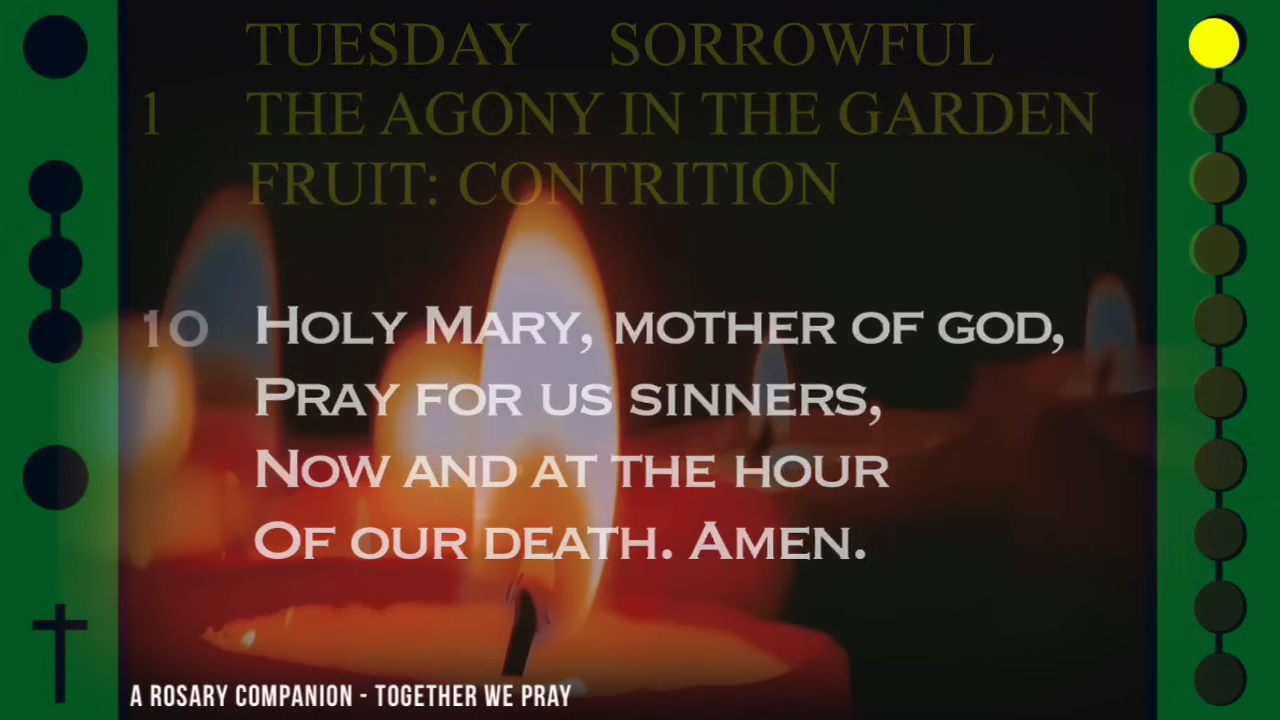 TUESDAY SORROWFUL
1 THE AGONY IN THE GARDEN
FRUIT: CONTRITION
10 HOLY MARY, MOTHER OF GOD,
PRAY FOR US SINNERS,
NOW AND AT THE HOUR
OF OUR DEATH. AMEN.
A ROSARY COMPANION - TOGETHER WE PRAY